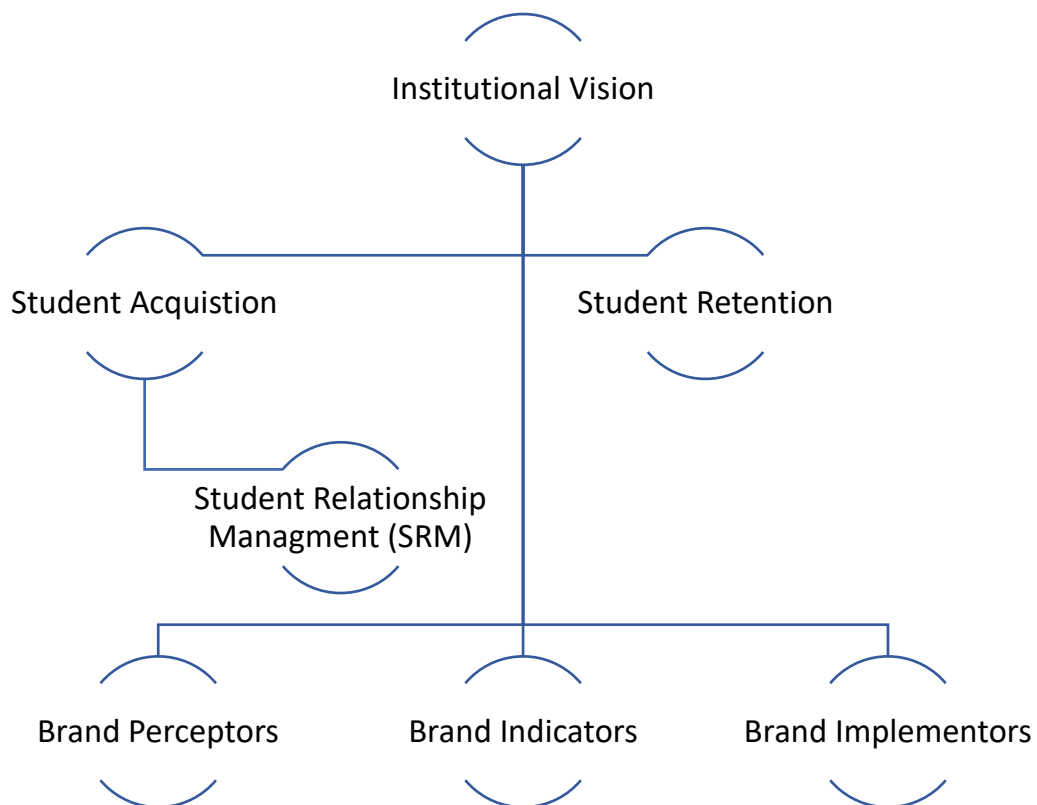 Institutional Vision
Student Acquistion
Student Retention
Student Relationship
Managment (SRM)
Brand Perceptors
Brand Indicators
Brand Implementors